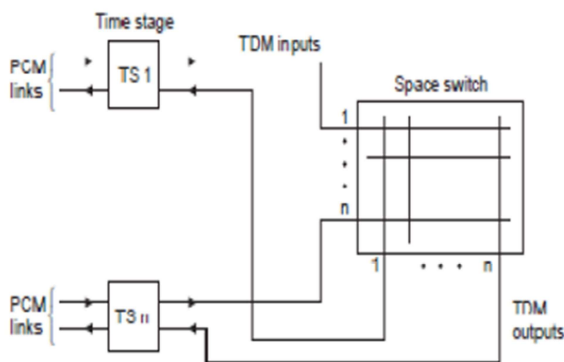 Time stage
PCM
links
TS 1
TDM inputs
Space switch
1
n
1
n
PCM
links
TS n
TDM
outputs